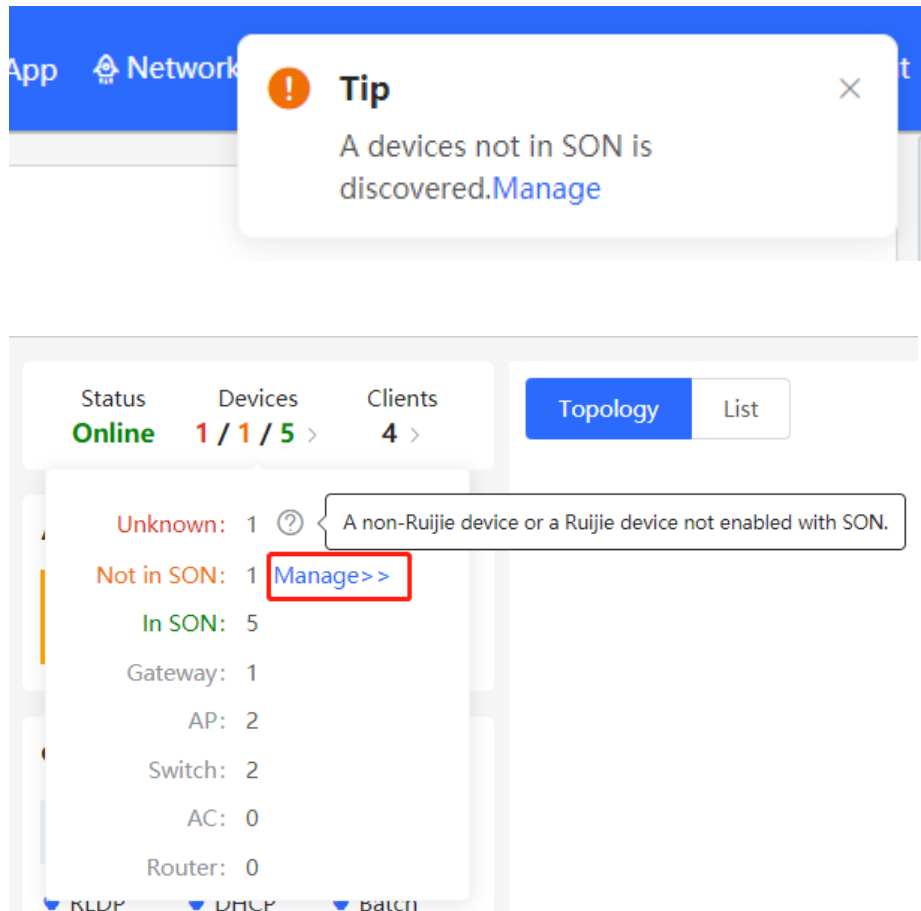 App Network
Tip
A devices not in SON is
discovered.Manage
Status Devices Clients
Online 1 / 1 / 5 > 4 >
Topology List
Unknown: 1 ? A non-Ruijie device or a Ruijie device not enabled with SON.
Not in SON: 1 Manage>>
In SON: 5
Gateway: 1
AP: 2
Switch: 2
AC: 0
Router: 0
RLDP DHCP Batch